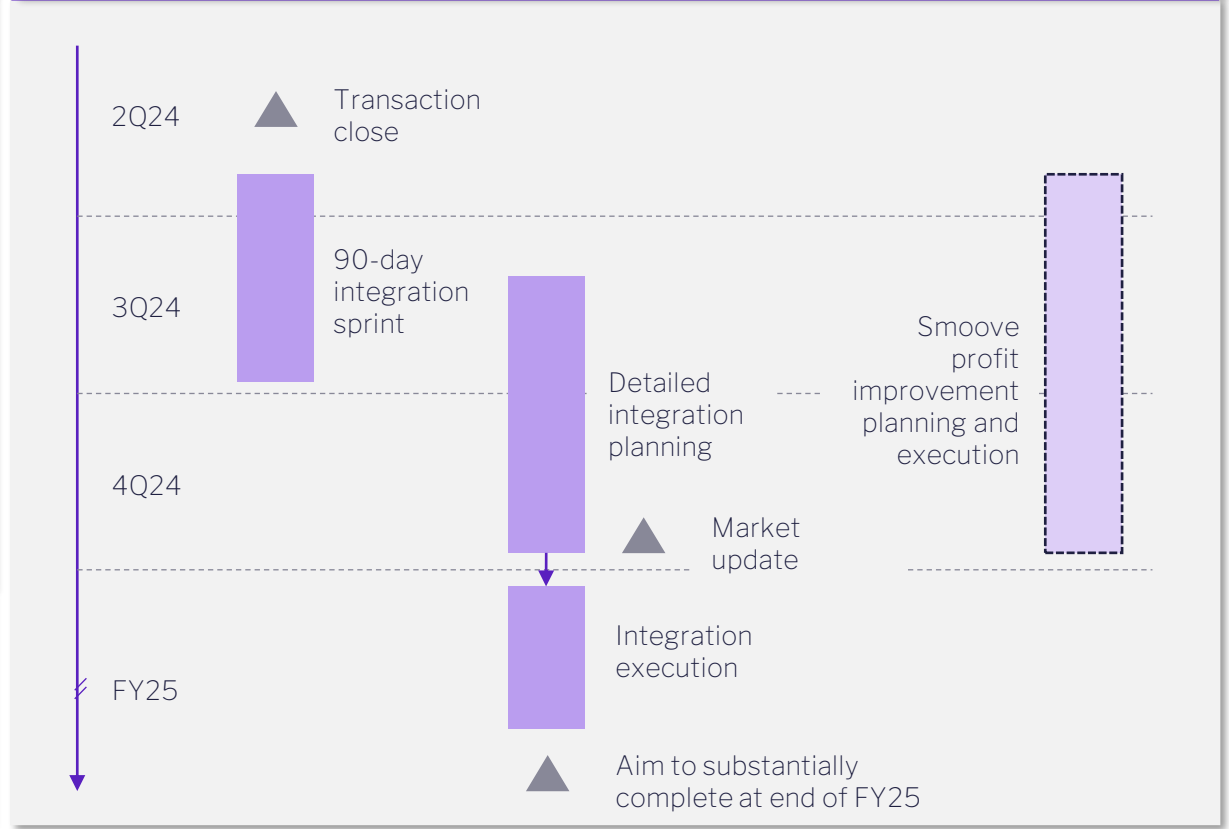 2Q24
Transaction
close
90-day
integration
sprint
3Q24
Smoove
profit
improvement
planning and
execution
Detailed
integration
planning
4Q24
Market
update
Integration
execution
FY25
Aim to substantially
complete at end of FY25